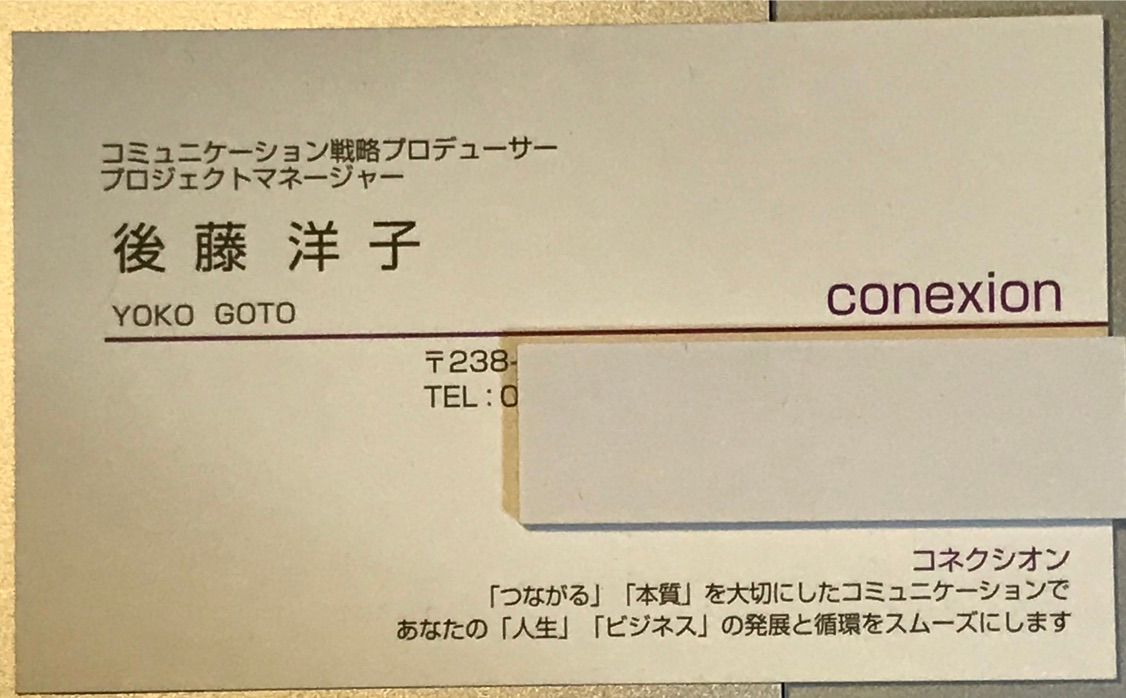 コミュニケーション戦略プロデューサー
プロジェクトマネージャー
後藤 洋子
YOKO GOTO
conexion
〒238-
TEL:0
コネクシオン
「つながる」「本質」を大切にしたコミュニケーションで
あなたの「人生」「ビジネス」の発展と循環をスムーズにします